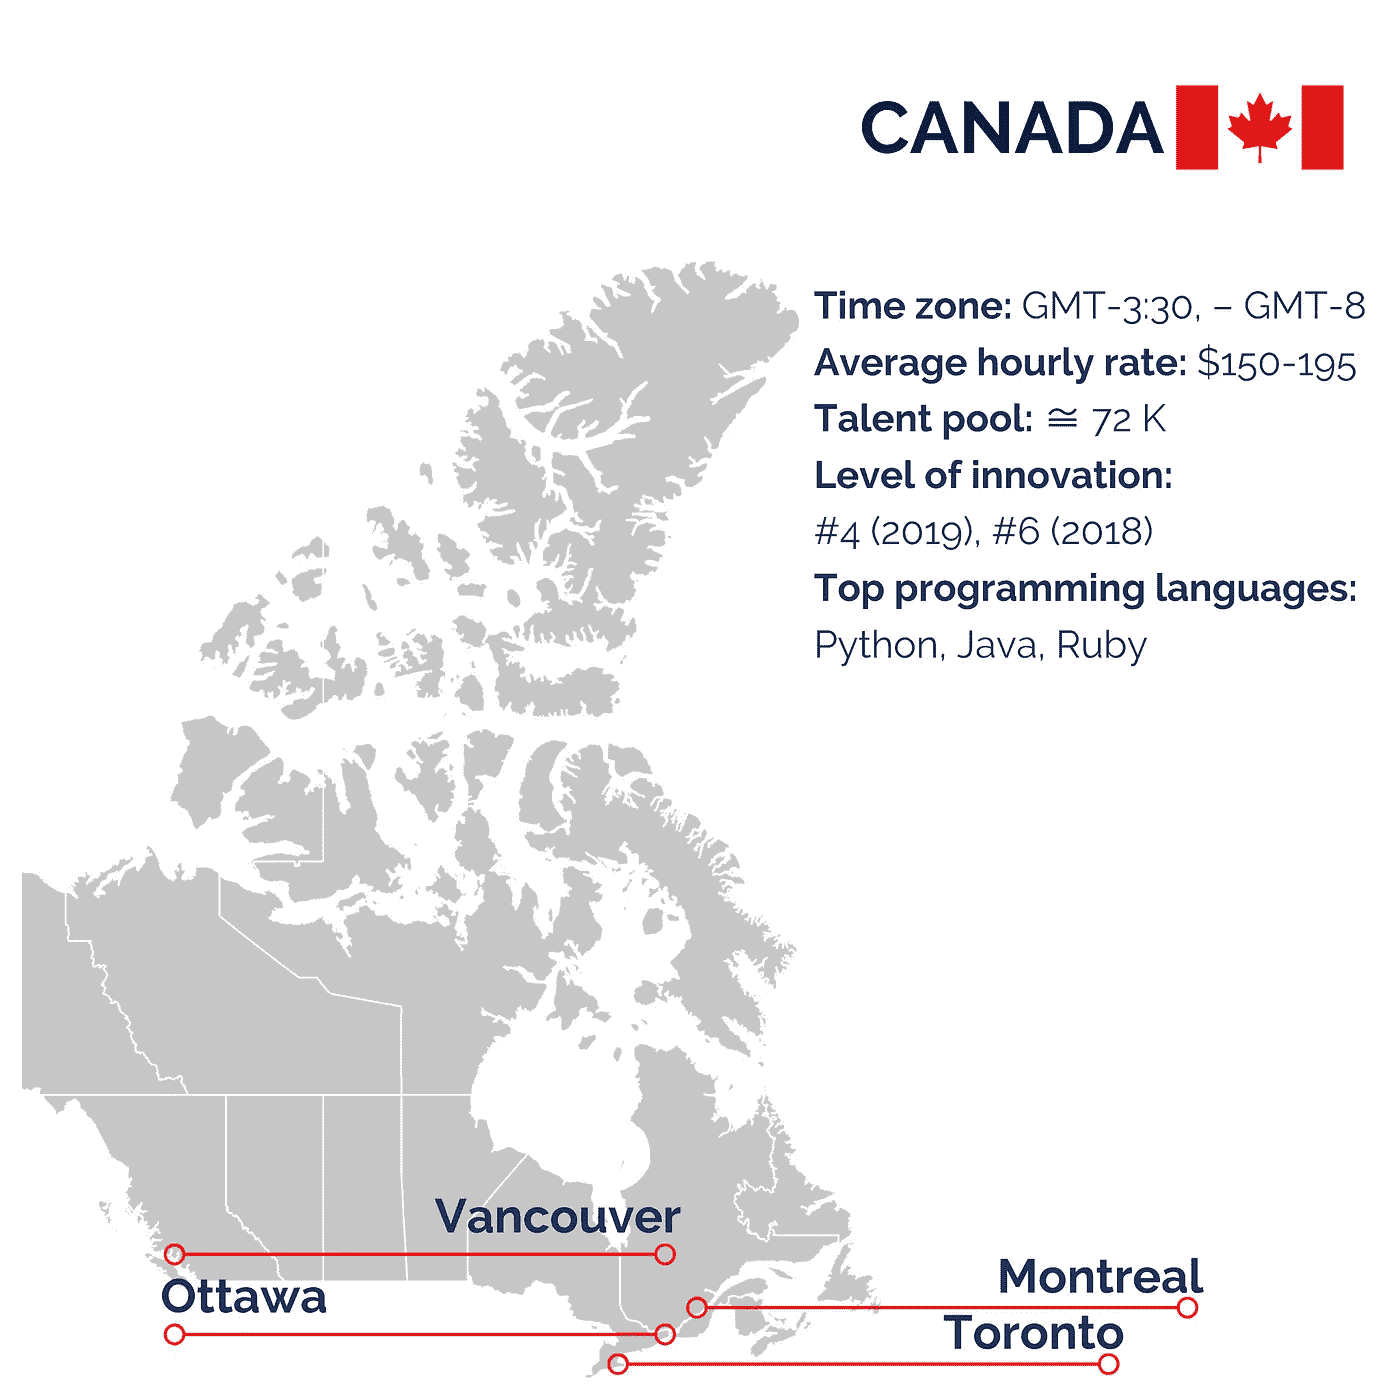 CANADA
Time zone: GMT-3:30, – GMT-8
Average hourly rate: $150-195
Talent pool: ≅ 72 K
Level of innovation:
#4 (2019), #6 (2018)
Top programming languages:
Python, Java, Ruby
Vancouver
Ottawa
Montreal
Toronto